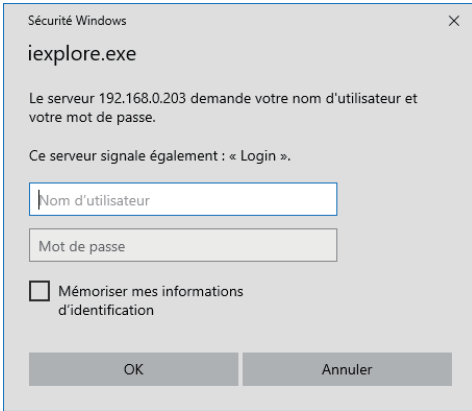 Sécurité Windows
iexplore.exe
Le serveur 192.168.0.203 demande votre nom d'utilisateur et
votre mot de passe.
Ce serveur signale également : « Login ».
Nom d'utilisateur
Mot de passe
Mémoriser mes informations
d'identification
OK
Annuler